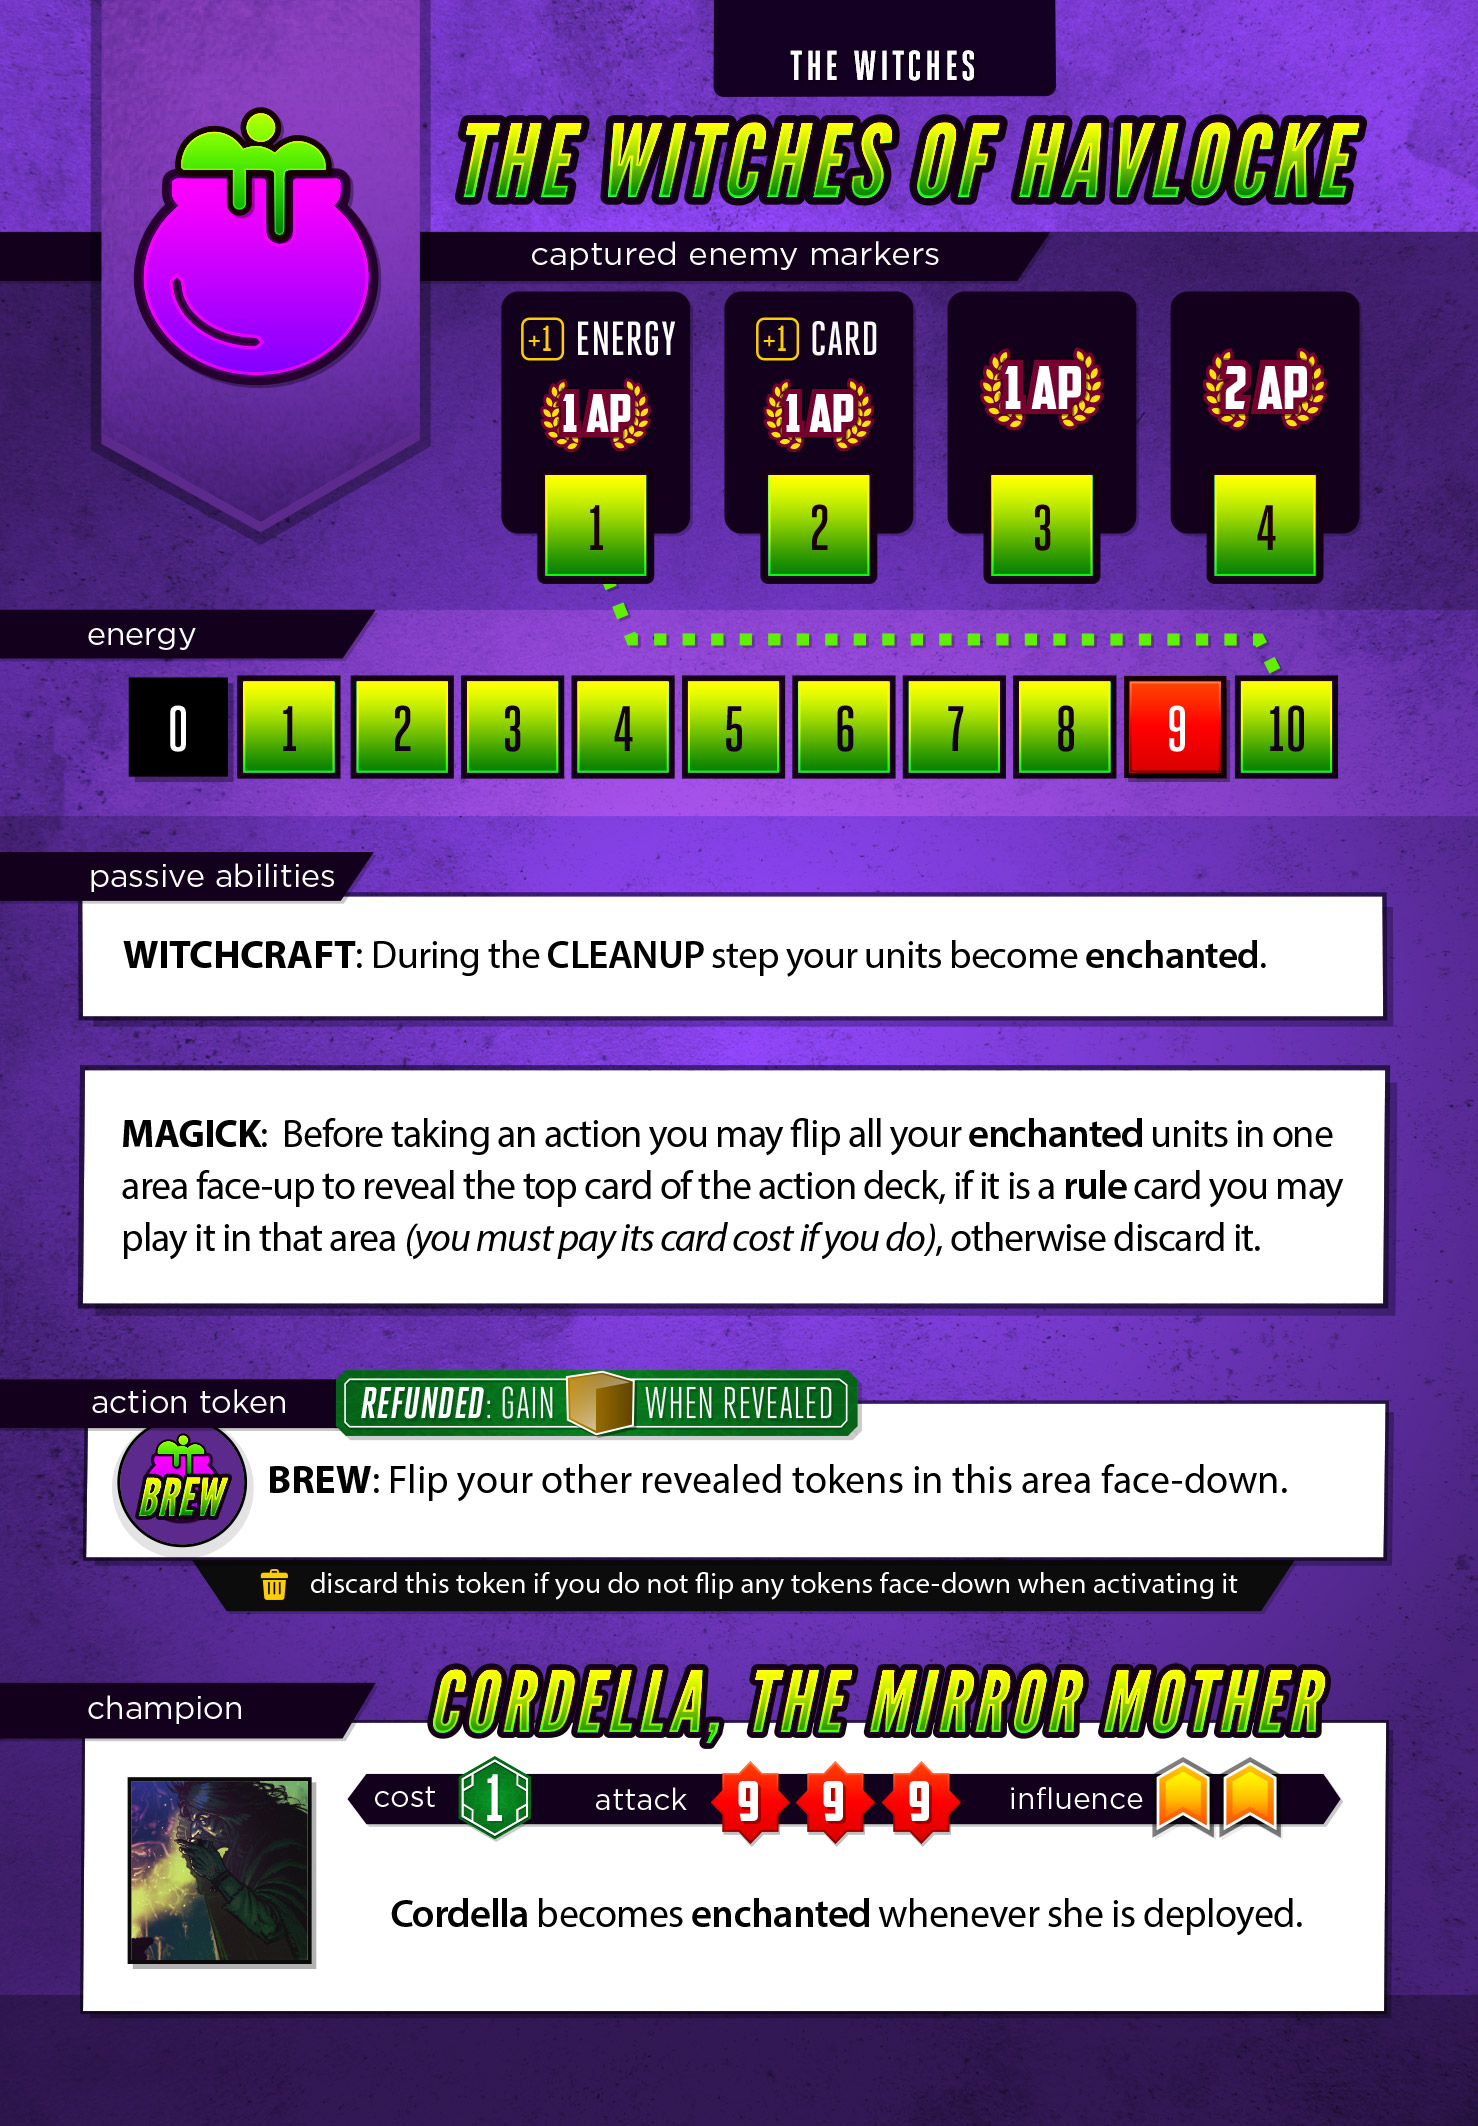 THE WITCHES
THE WITCHES OF HAVLOCKE
captured enemy markers
+1 ENERGY
1 AP
1
+1 CARD
1 AP
2
1 AP
3
2 AP
4
energy
0 1 2 3 4 5 6 7 8 9 10
passive abilities
WITCHCRAFT: During the CLEANUP step your units become enchanted.
MAGICK: Before taking an action you may flip all your enchanted units in one
area face-up to reveal the top card of the action deck, if it is a rule card you may
play it in that area (you must pay its card cost if you do), otherwise discard it.
action token
REFUNDED: GAIN WHEN REVEALED
BREW
BREW: Flip your other revealed tokens in this area face-down.
discard this token if you do not flip any tokens face-down when activating it
champion
CORDELLA, THE MIRROR MOTHER
cost 1 attack 9 9 9 influence
Cordella becomes enchanted whenever she is deployed.